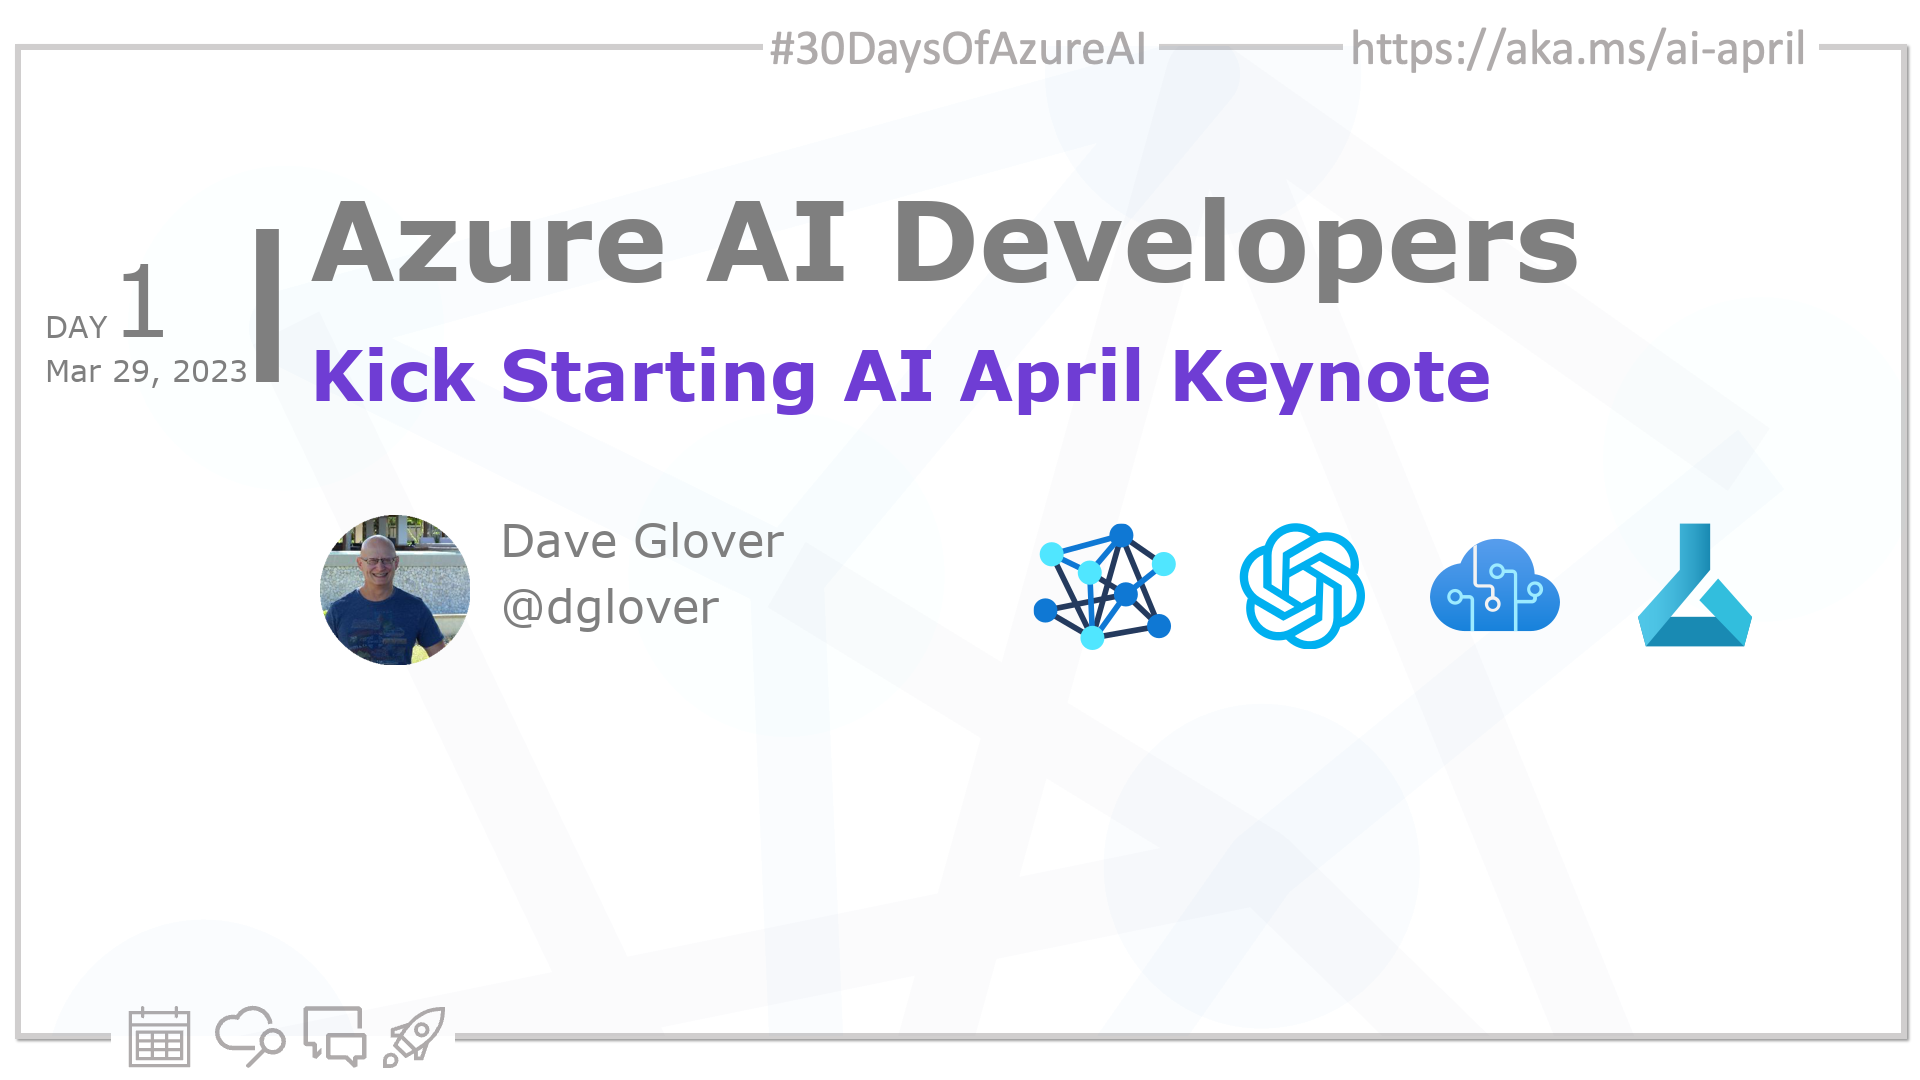 #30DaysOfAzureAI
https://aka.ms/ai-april
Azure AI Developers
DAY 1
Mar 29, 2023
Kick Starting AI April Keynote
Dave Glover
@dglover